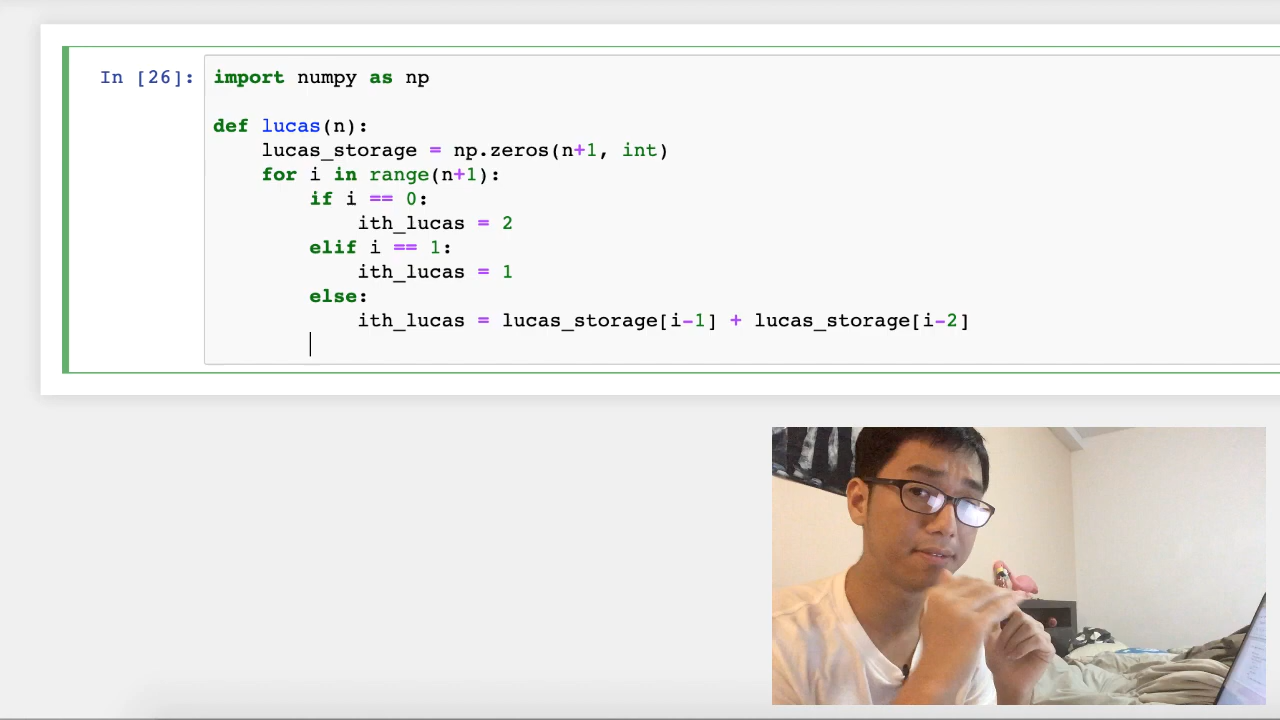 In [26]:
import numpy as np
def lucas(n):
    lucas_storage = np.zeros(n+1, int)
    for i in range(n+1):
        if i == 0:
            ith_lucas = 2
        elif i == 1:
            ith_lucas = 1
        else:
            ith_lucas = lucas_storage[i-1] + lucas_storage[i-2]